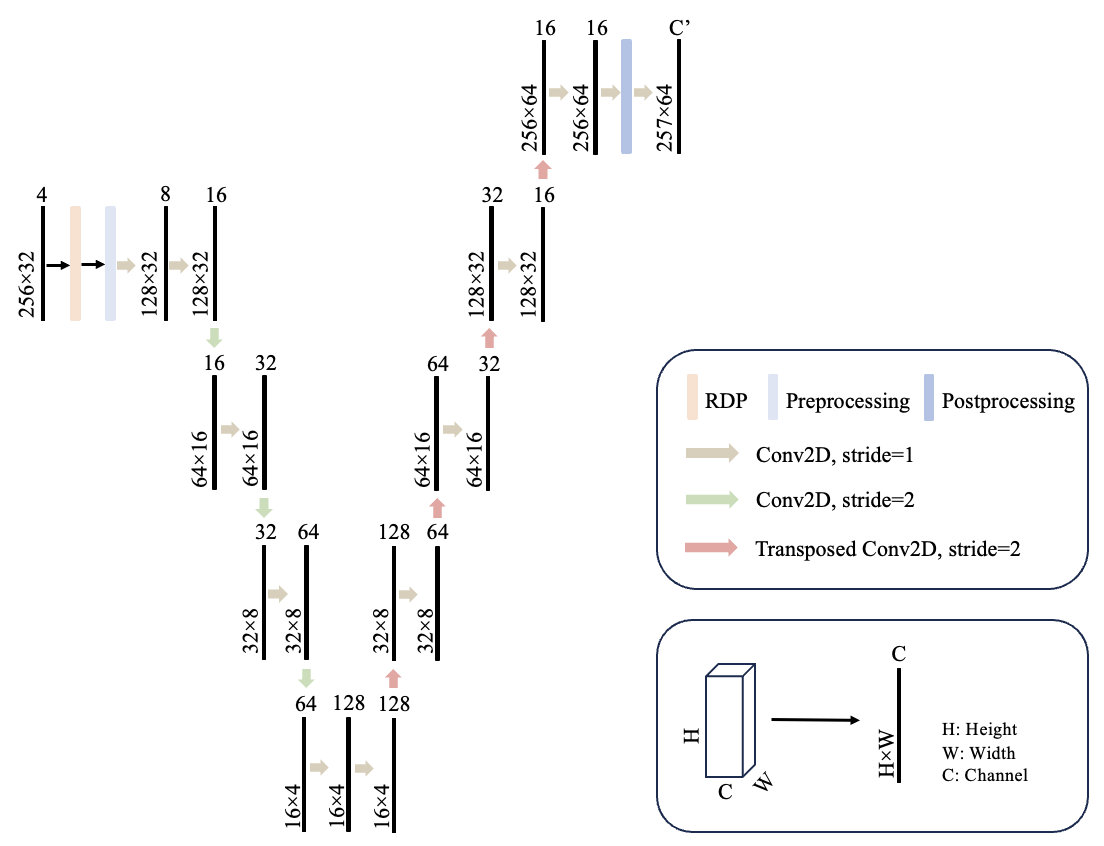 16 16 C’
256×64 256×64 257×64
4 8 16 32 16
256×32 128×32 128×32 128×32 128×32
16 32 64 32
64×16 64×16 64×16 64×16
32 64 128 64
32×8 32×8 32×8 32×8
64 128 128
16×4 16×4 16×4
RDP Preprocessing Postprocessing
Conv2D, stride=1
Conv2D, stride=2
Transposed Conv2D, stride=2
H C W
C
H×W
H: Height
W: Width
C: Channel